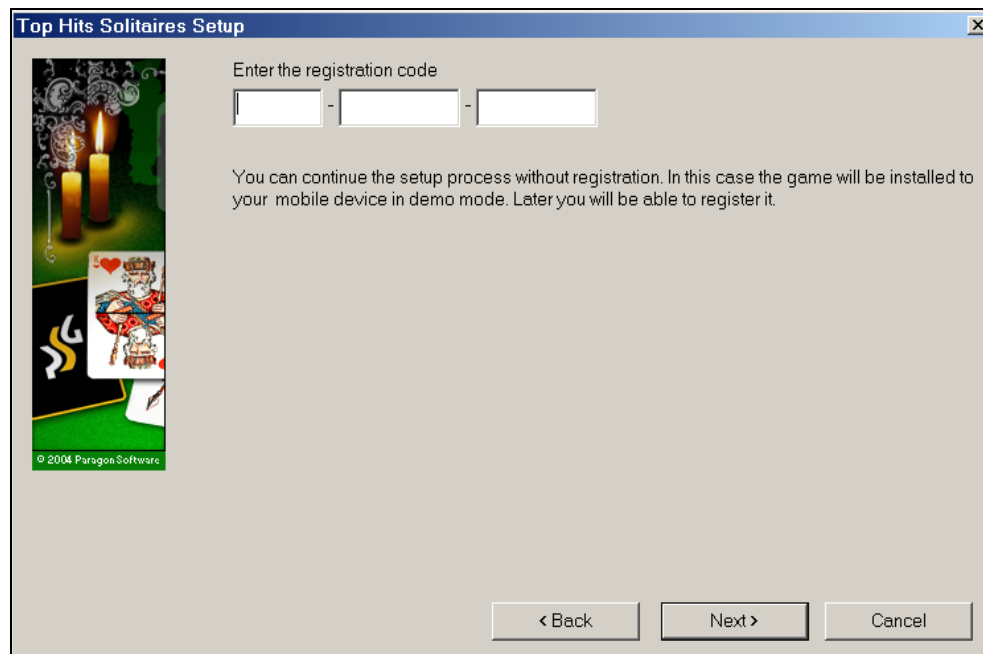 Top Hits Solitaires Setup
Enter the registration code
- -
You can continue the setup process without registration. In this case the game will be installed to
your mobile device in demo mode. Later you will be able to register it.
K
PSG
© 2004 Paragon Software
< Back Next > Cancel